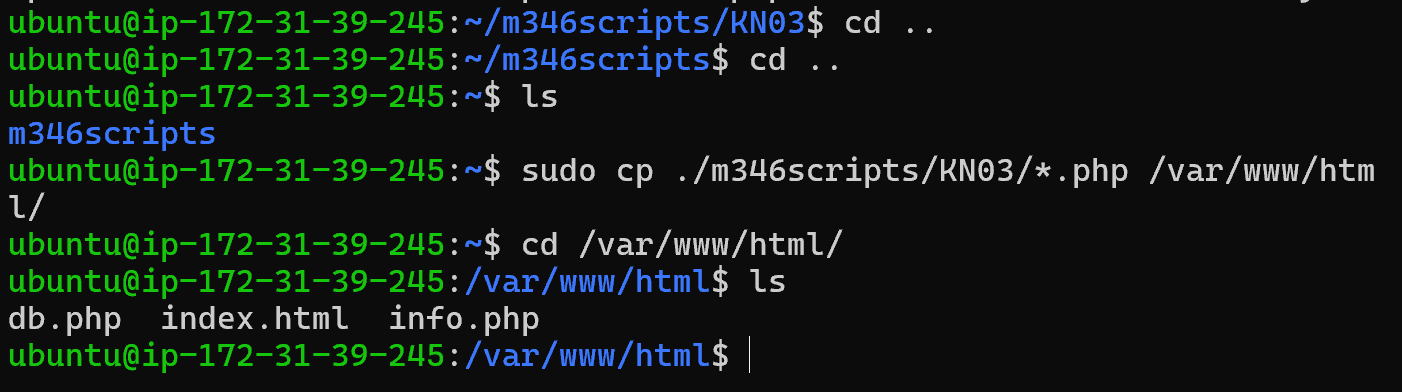 ubuntu@ip-172-31-39-245:~/m346scripts/KN03$ cd ..
ubuntu@ip-172-31-39-245:~/m346scripts$ cd ..
ubuntu@ip-172-31-39-245:~$ ls
m346scripts
ubuntu@ip-172-31-39-245:~$ sudo cp ./m346scripts/KN03/*.php /var/www/htm
l/
ubuntu@ip-172-31-39-245:~$ cd /var/www/html/
ubuntu@ip-172-31-39-245:/var/www/html$ ls
db.php  index.html  info.php
ubuntu@ip-172-31-39-245:/var/www/html$